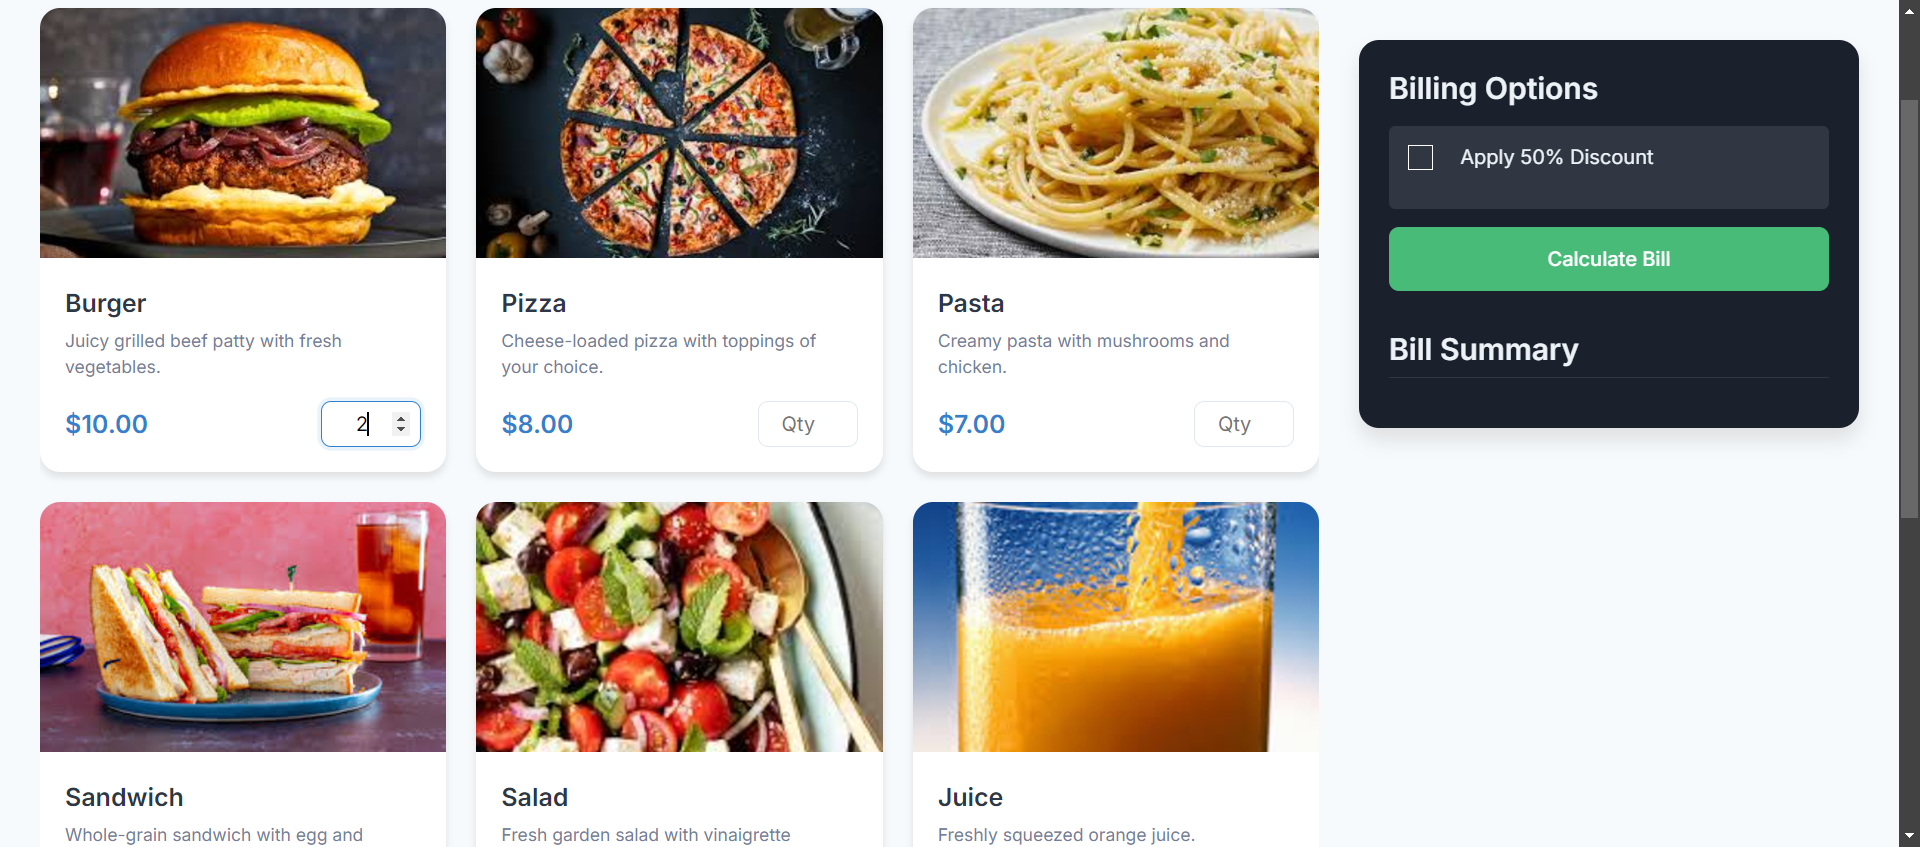 Burger
Juicy grilled beef patty with fresh
vegetables.
$10.00
2
Pizza
Cheese-loaded pizza with toppings of
your choice.
$8.00
Qty
Pasta
Creamy pasta with mushrooms and
chicken.
$7.00
Qty
Sandwich
Whole-grain sandwich with egg and
Salad
Fresh garden salad with vinaigrette
Juice
Freshly squeezed orange juice.
Billing Options
Apply 50% Discount
Calculate Bill
Bill Summary